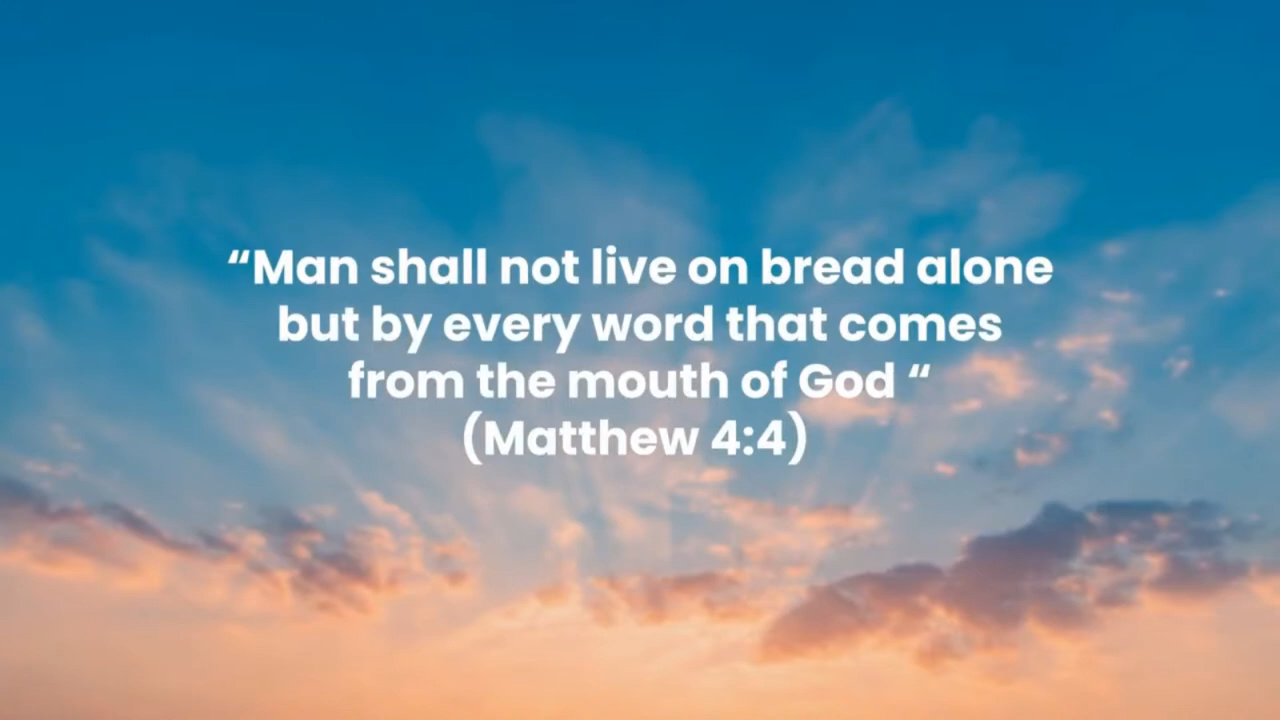 “Man shall not live on bread alone
but by every word that comes
from the mouth of God “
(Matthew 4:4)